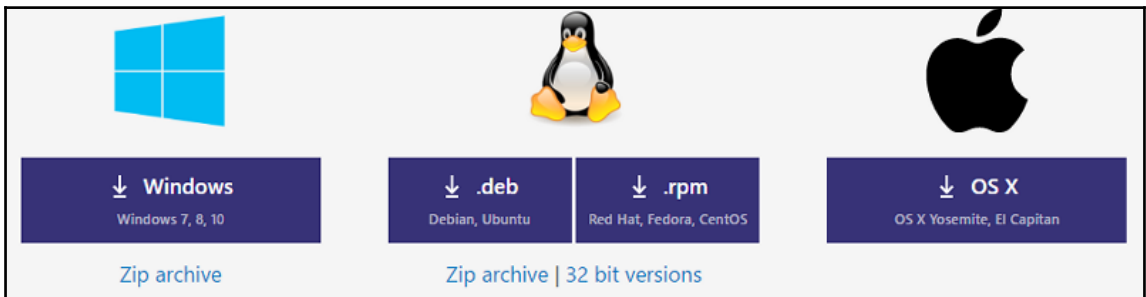 Windows
Windows 7, 8, 10
Zip archive
.deb
Debian, Ubuntu
.rpm
Red Hat, Fedora, CentOS
Zip archive | 32 bit versions
OS X
OS X Yosemite, El Capitan